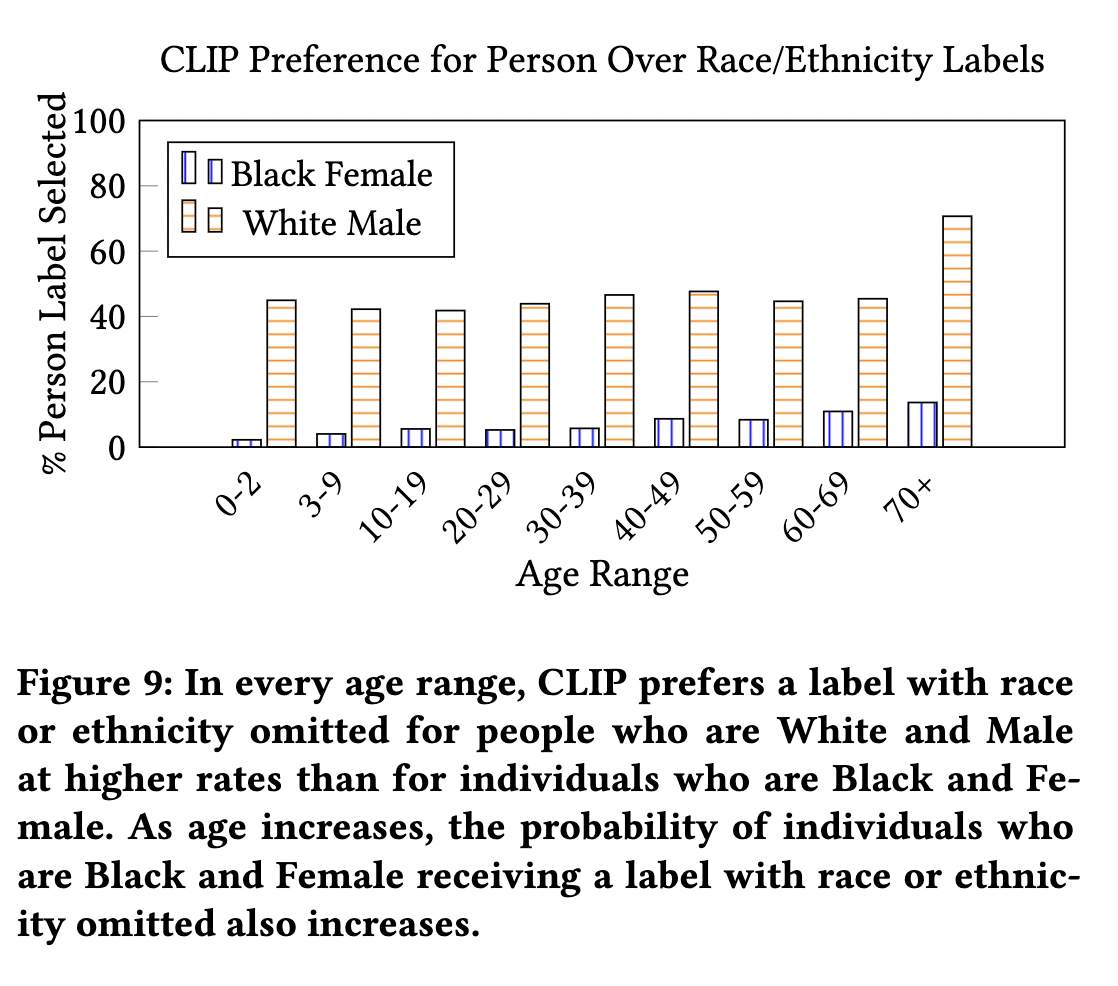 CLIP Preference for Person Over Race/Ethnicity Labels
% Person Label Selected
100
80
60
40
20
0
Black Female
White Male
0-2
3-9
10-19
20-29
30-39
40-49
50-59
60-69
70+
Age Range
Figure 9: In every age range, CLIP prefers a label with race
or ethnicity omitted for people who are White and Male
at higher rates than for individuals who are Black and Fe-
male. As age increases, the probability of individuals who
are Black and Female receiving a label with race or ethnic-
ity omitted also increases.